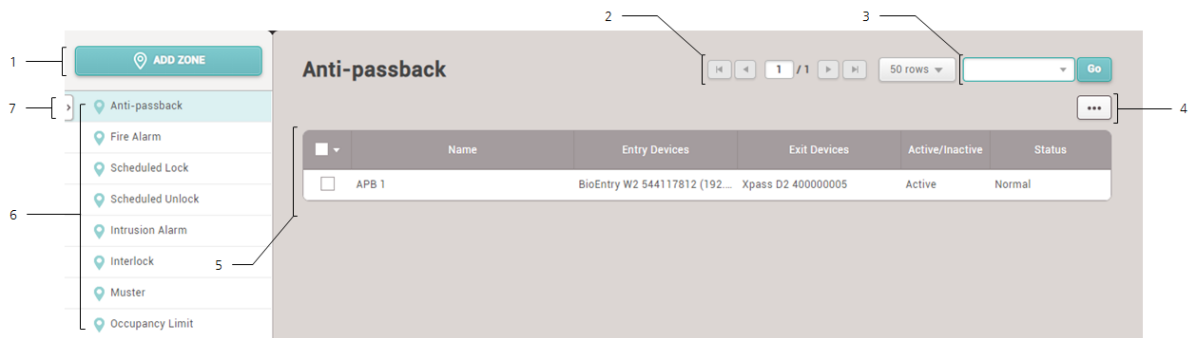 2
3
1
ADD ZONE
Anti-passback
1 / 1
50 rows
Go
7
Anti-passback
4
Fire Alarm
5
Name
Entry Devices
Exit Devices
Active/Inactive
Status
Scheduled Lock
APB 1
BioEntry W2 544117812 (192...
Xpass D2 400000005
Active
Normal
Scheduled Unlock
6
Intrusion Alarm
Interlock
Muster
Occupancy Limit